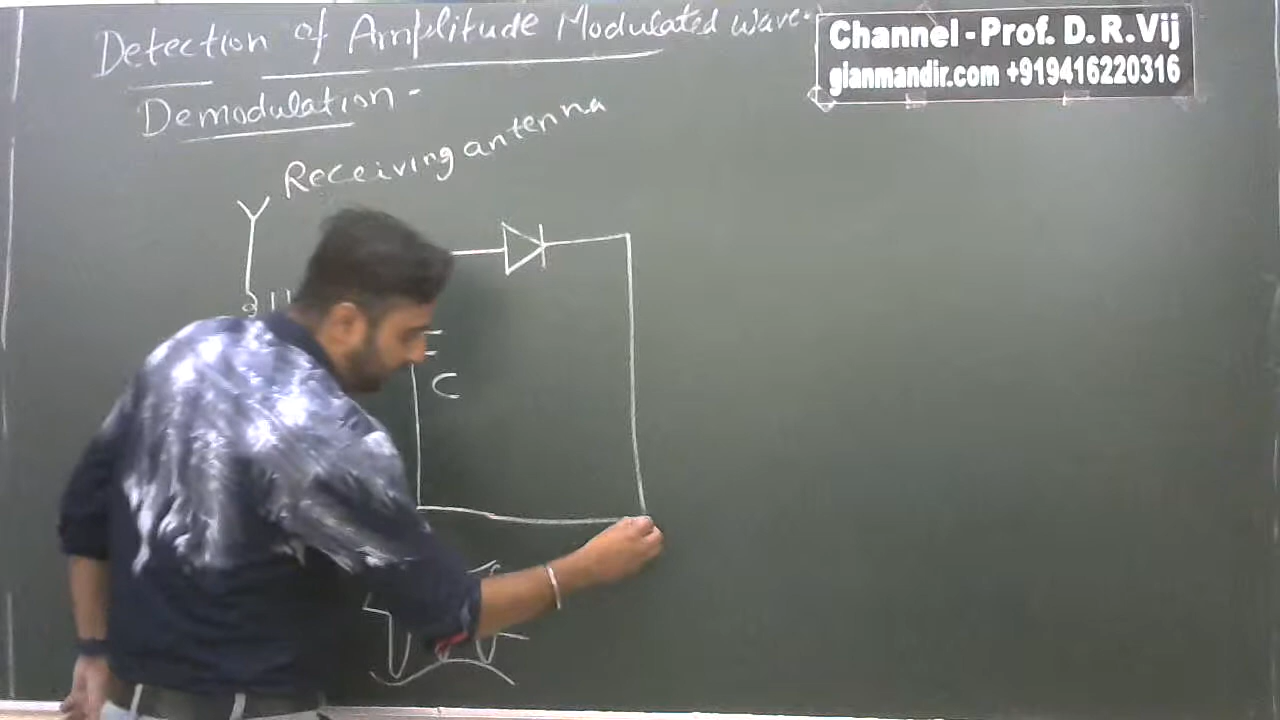 Detection of Amplitude Modulated wave.
Channel - Prof. D. R. Vij
gianmandir.com +919416220316
Demodulation -
Receiving antenna
C